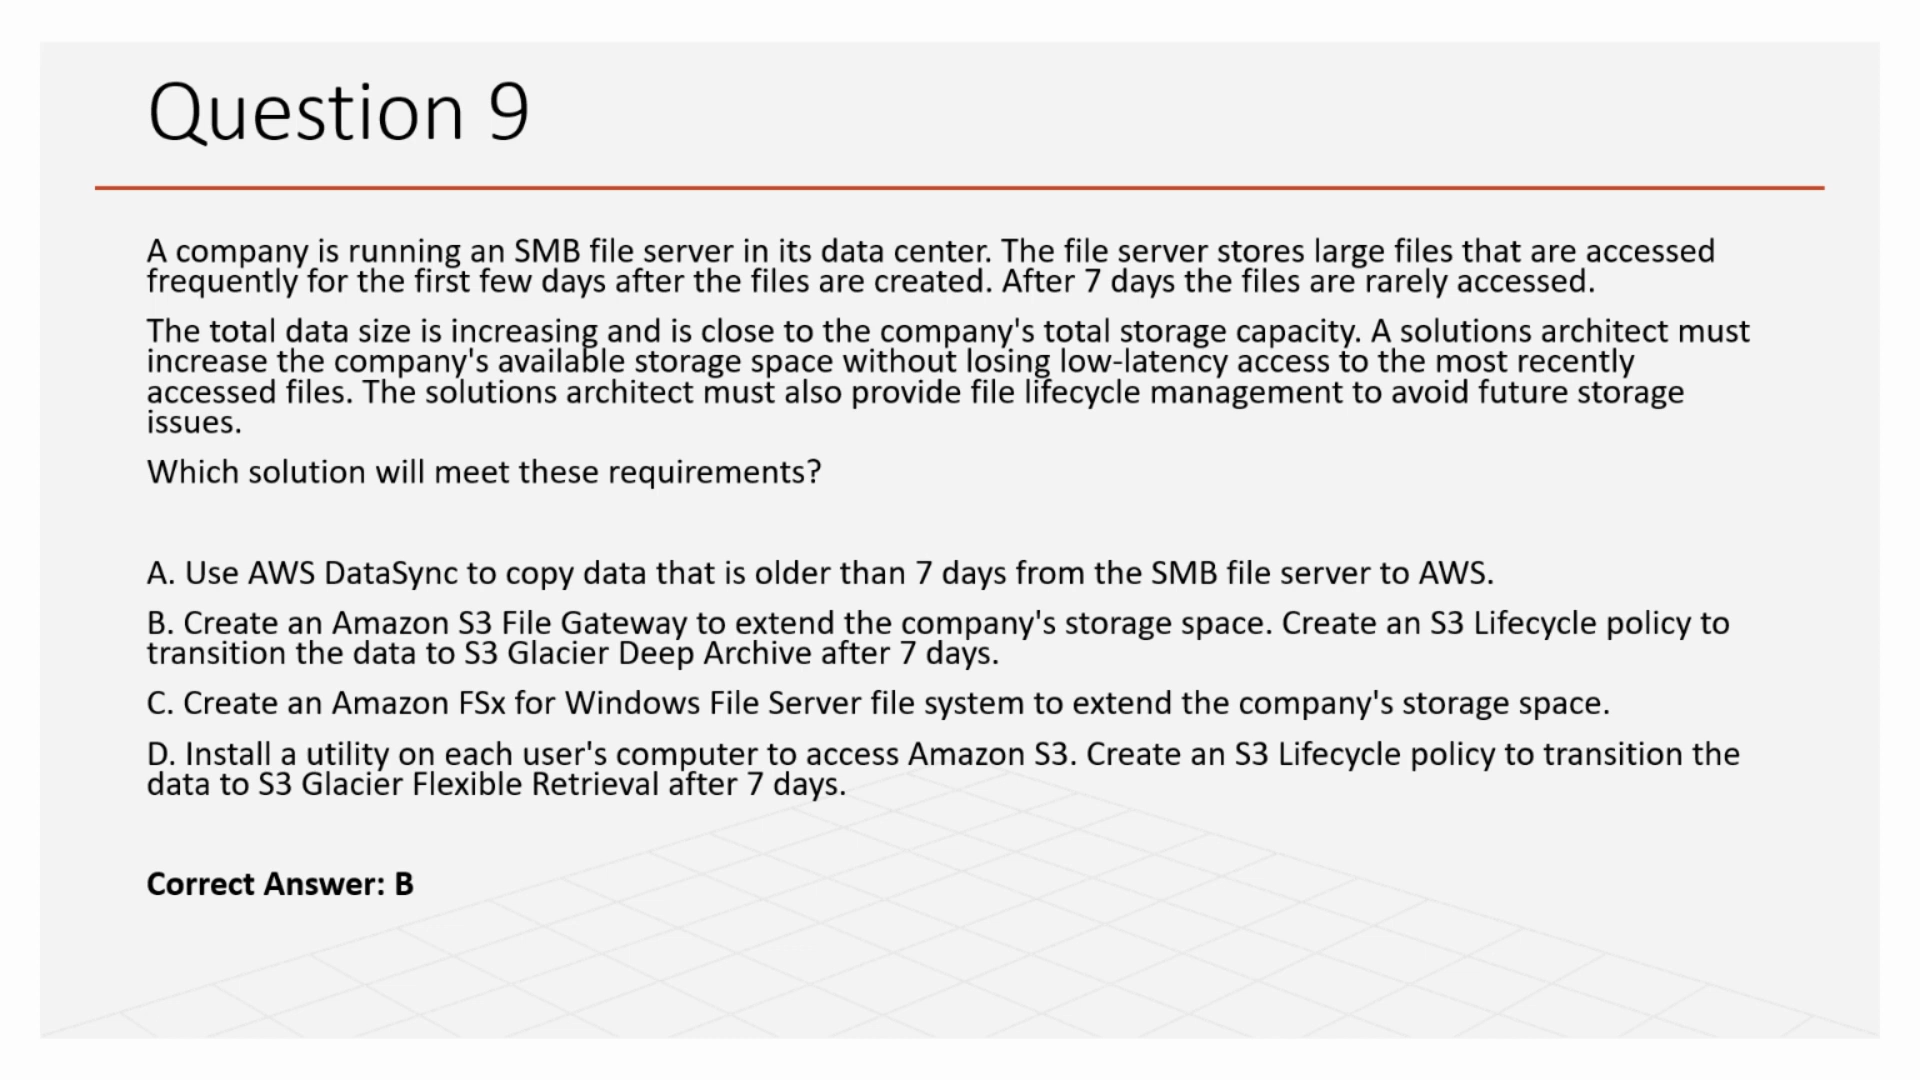 Question 9
A company is running an SMB file server in its data center. The file server stores large files that are accessed
frequently for the first few days after the files are created. After 7 days the files are rarely accessed.
The total data size is increasing and is close to the company's total storage capacity. A solutions architect must
increase the company's available storage space without losing low-latency access to the most recently
accessed files. The solutions architect must also provide file lifecycle management to avoid future storage
issues.
Which solution will meet these requirements?
A. Use AWS DataSync to copy data that is older than 7 days from the SMB file server to AWS.
B. Create an Amazon S3 File Gateway to extend the company's storage space. Create an S3 Lifecycle policy to
transition the data to S3 Glacier Deep Archive after 7 days.
C. Create an Amazon FSx for Windows File Server file system to extend the company's storage space.
D. Install a utility on each user's computer to access Amazon S3. Create an S3 Lifecycle policy to transition the
data to S3 Glacier Flexible Retrieval after 7 days.
Correct Answer: B